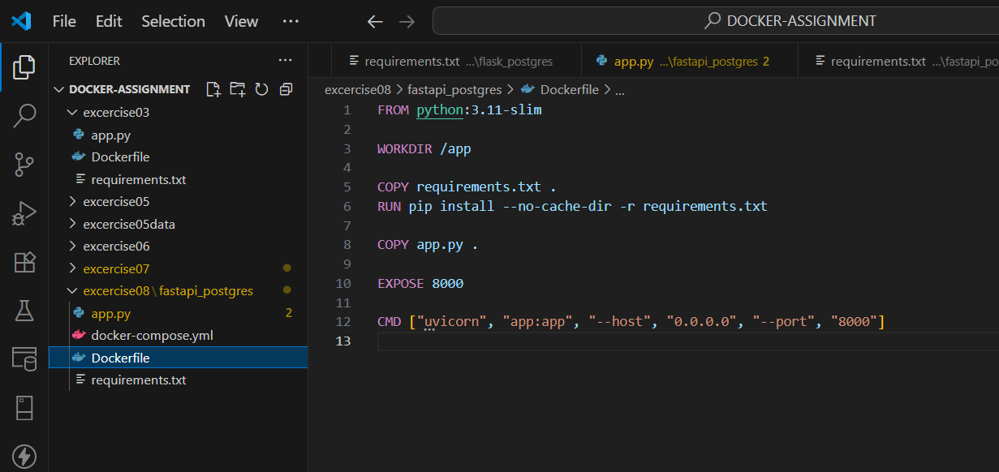 File Edit Selection View ··· DOCKER-ASSIGNMENT
EXPLORER ···
DOCKER-ASSIGNMENT
excercise03
app.py
Dockerfile
requirements.txt
excercise05
excercise05data
excercise06
excercise07
excercise08\fastapi_postgres
app.py 2
docker-compose.yml
Dockerfile
requirements.txt
requirements.txt ...\flask_postgres app.py ...\fastapi_postgres 2 requirements.txt ...\fastapi_po
excercise08 > fastapi_postgres > Dockerfile > ...
1 FROM python:3.11-slim
2
3 WORKDIR /app
4
5 COPY requirements.txt .
6 RUN pip install --no-cache-dir -r requirements.txt
7
8 COPY app.py .
9
10 EXPOSE 8000
11
12 CMD ["uvicorn", "app:app", "--host", "0.0.0.0", "--port", "8000"]
13